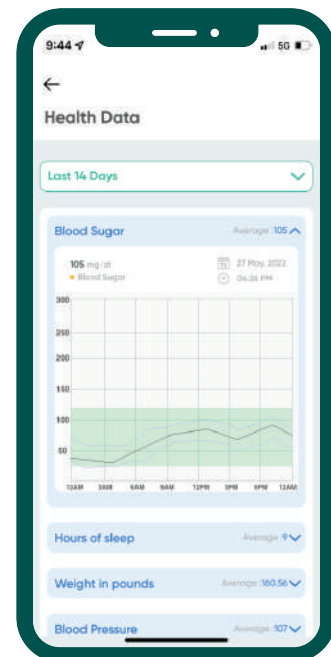 9:44 5G
Health Data
Last 14 Days
Blood Sugar Average :105
105 mg/dl 27 May, 2022
Blood Sugar 04:26 PM
300
250
200
150
100
50
12AM 3AM 6AM 9AM 12PM 3PM 9PM 12AM
Hours of sleep Average :9
Weight in pounds Average :160.56
Blood Pressure Average :107